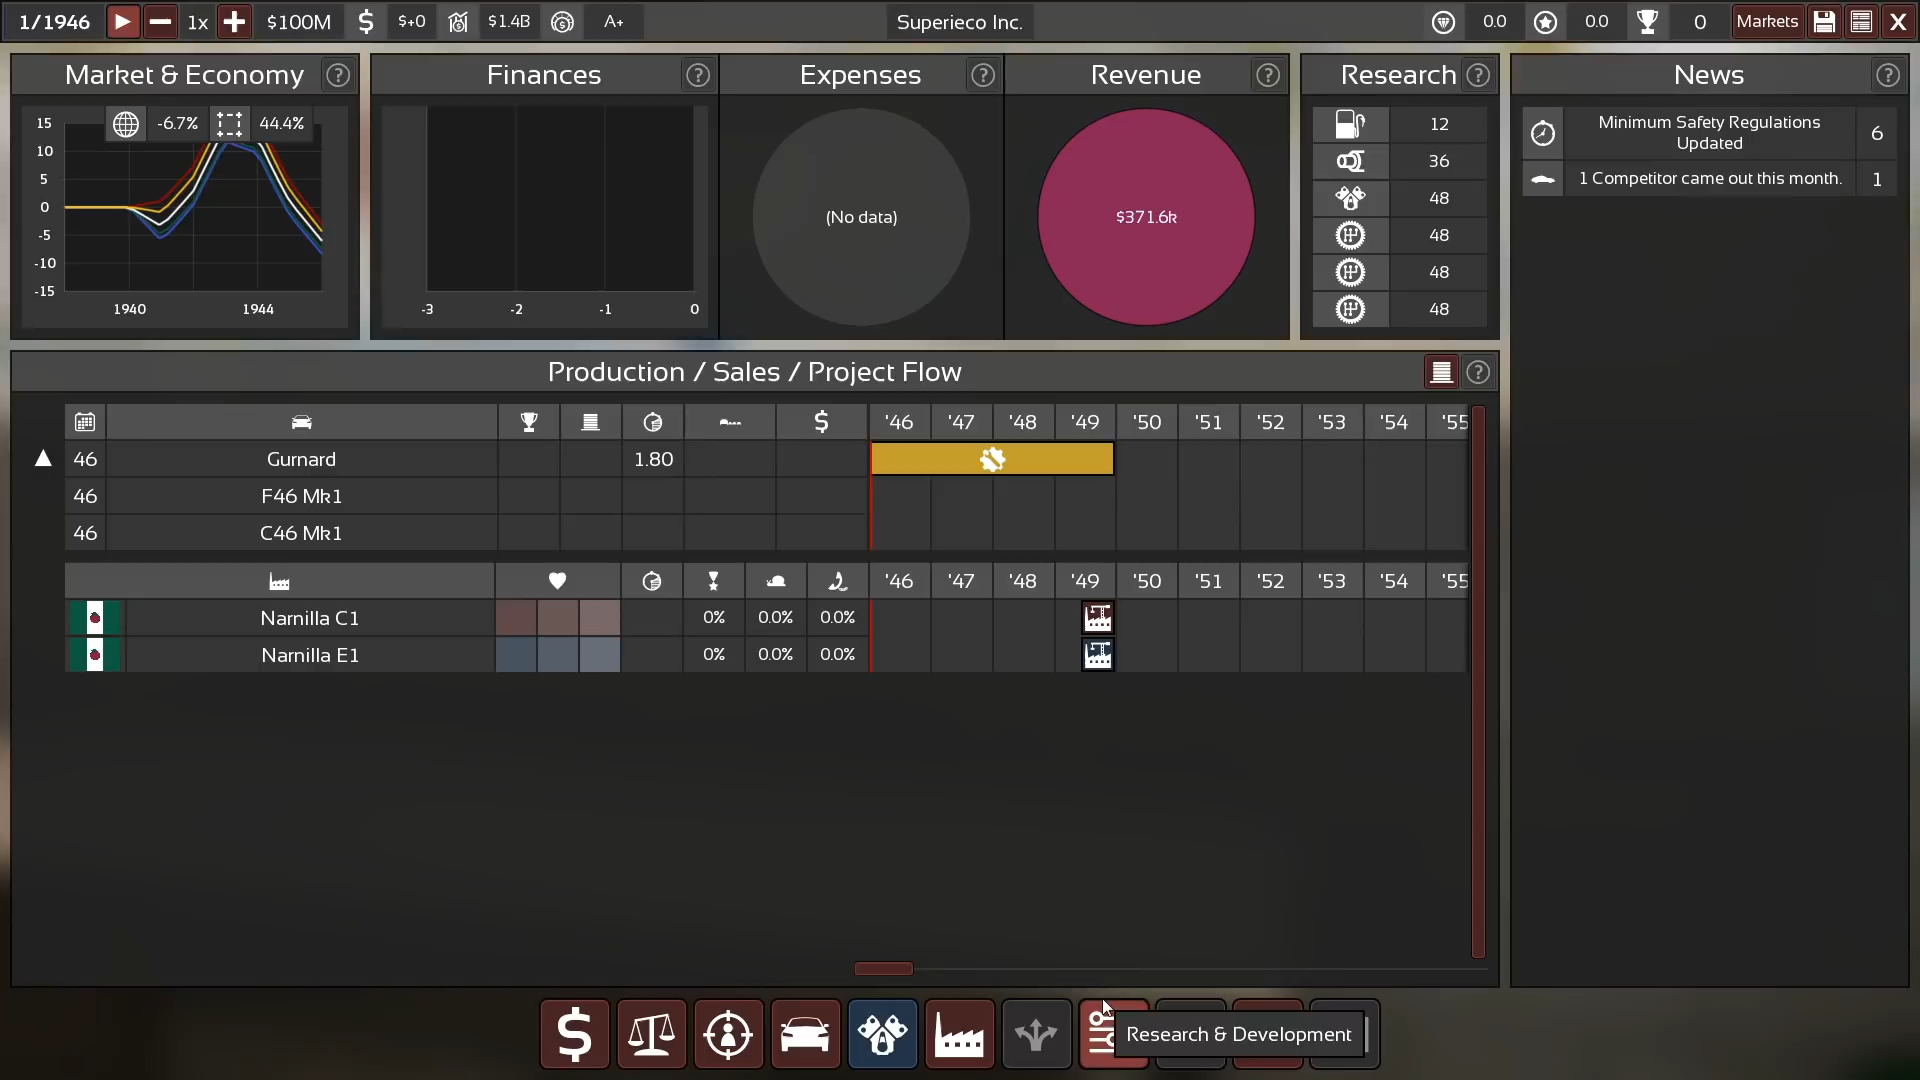 1/1946 1x $100M $+0 $1.4B A+ Superieco Inc. 0.0 0.0 0 Markets X
Market & Economy ? Finances ? Expenses ? Revenue ? Research ? News ?
-6.7% 44.4%
15
10
5
0
-5
-10
-15
1940 1944
-3 -2 -1 0
(No data)
$371.6k
12
36
48
48
48
48
Minimum Safety Regulations
Updated
6
1 Competitor came out this month. 1
Production / Sales / Project Flow ?
$ '46 '47 '48 '49 '50 '51 '52 '53 '54 '55
46 Gurnard 1.80
46 F46 Mk1
46 C46 Mk1
'46 '47 '48 '49 '50 '51 '52 '53 '54 '55
Narnilla C1 0% 0.0% 0.0%
Narnilla E1 0% 0.0% 0.0%
$ Research & Development